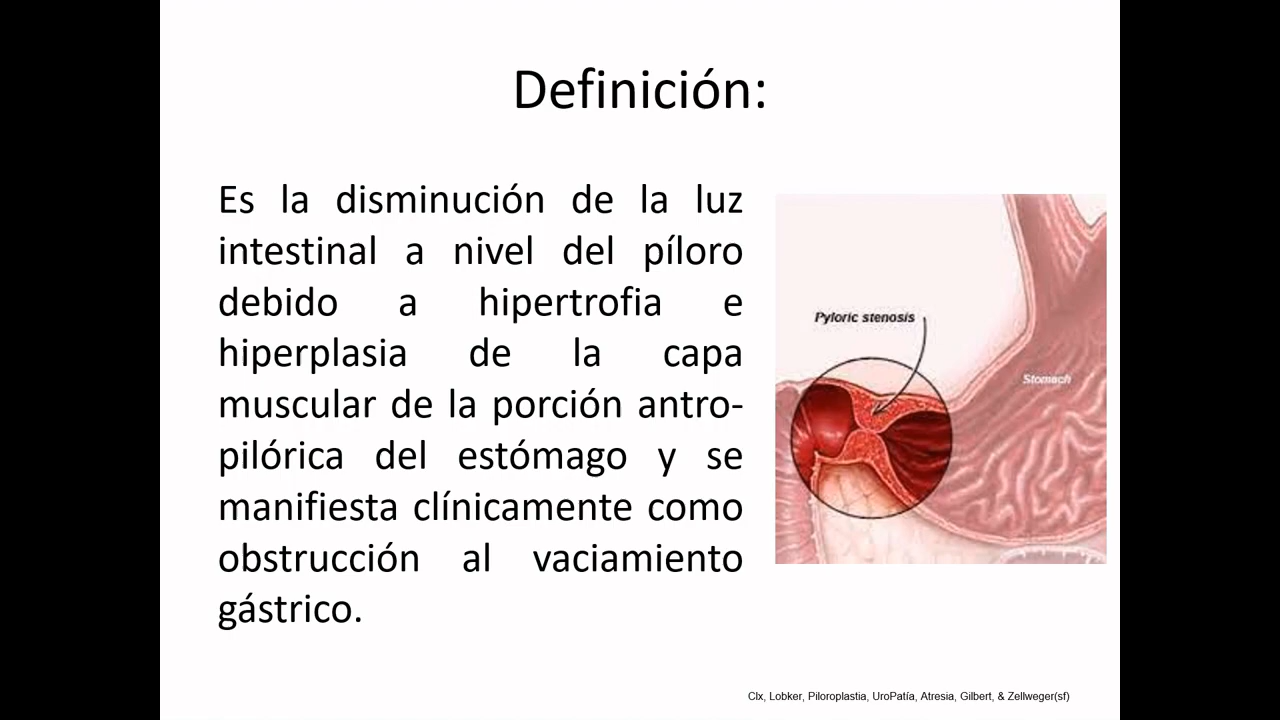 Definición:
Es la disminución de la luz
intestinal a nivel del píloro
debido a hipertrofia e
hiperplasia de la capa
muscular de la porción antro-
pilórica del estómago y se
manifiesta clínicamente como
obstrucción al vaciamiento
gástrico.
Pyloric stenosis
Stomach
Clx, Lobker, Piloroplastia, UroPatía, Atresia, Gilbert, & Zellweger(sf)